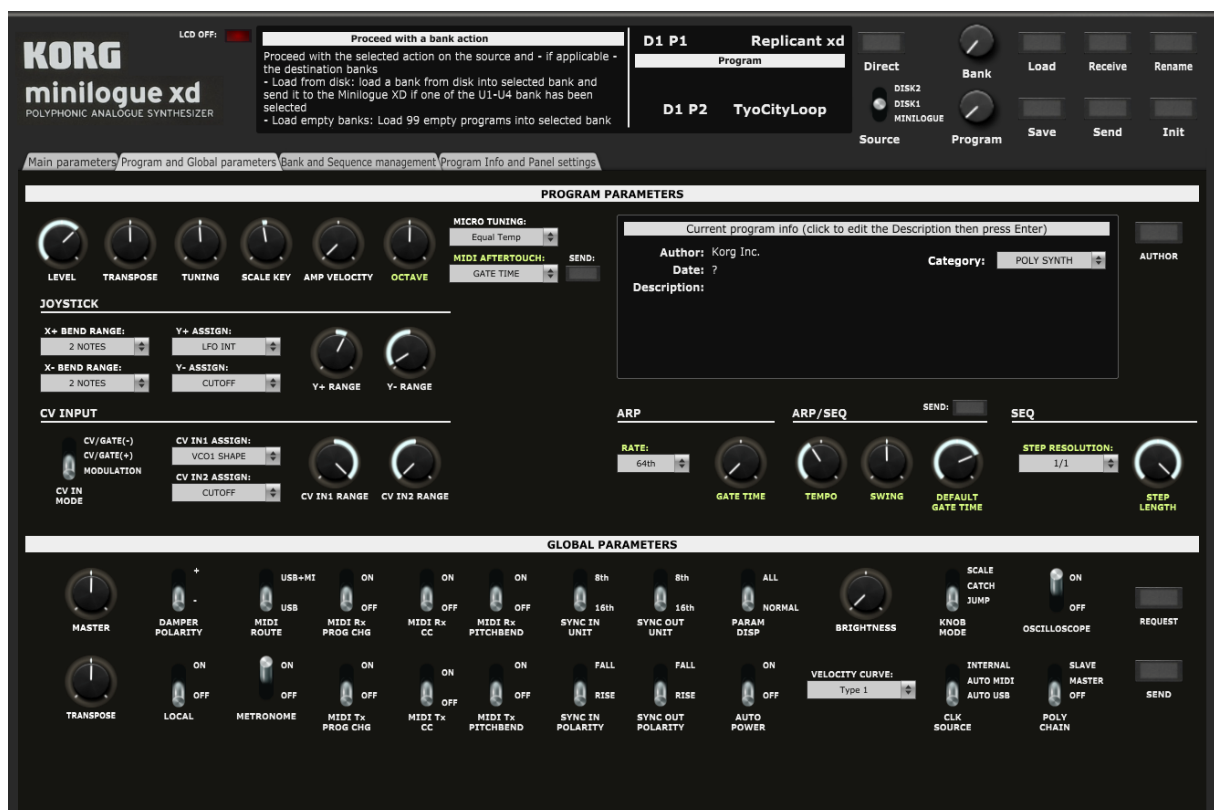 LCD OFF:
KORG
minilogue xd
POLYPHONIC ANALOGUE SYNTHESIZER
Proceed with a bank action
Proceed with the selected action on the source and - if applicable -
the destination banks
- Load from disk: load a bank from disk into selected bank and
send it to the Minilogue XD if one of the U1-U4 bank has been
selected
- Load empty banks: Load 99 empty programs into selected bank
D1 P1 Replicant xd
Program
D1 P2 TyoCityLoop
Direct
DISK2
DISK1
MINILOGUE
Source
Bank
Program
Load Receive Rename
Save Send Init
Main parameters Program and Global parameters Bank and Sequence management Program Info and Panel settings
PROGRAM PARAMETERS
LEVEL TRANSPOSE TUNING SCALE KEY AMP VELOCITY OCTAVE
MICRO TUNING:
Equal Temp
MIDI AFTERTOUCH: SEND:
GATE TIME
Current program info (click to edit the Description then press Enter)
Author: Korg Inc.
Date: ?
Description:
Category: POLY SYNTH
AUTHOR
JOYSTICK
X+ BEND RANGE: Y+ ASSIGN:
2 NOTES LFO INT
X- BEND RANGE: Y- ASSIGN:
2 NOTES CUTOFF
Y+ RANGE Y- RANGE
CV INPUT
CV/GATE(-)
CV/GATE(+)
MODULATION
CV IN
MODE
CV IN1 ASSIGN:
VCO1 SHAPE
CV IN2 ASSIGN:
CUTOFF
CV IN1 RANGE CV IN2 RANGE
ARP ARP/SEQ SEND: SEQ
RATE:
64th
GATE TIME TEMPO SWING DEFAULT
GATE TIME
STEP RESOLUTION:
1/1
STEP
LENGTH
GLOBAL PARAMETERS
MASTER
+
-
DAMPER
POLARITY
USB+MI
USB
MIDI
ROUTE
ON
OFF
MIDI Rx
PROG CHG
ON
OFF
MIDI Rx
CC
ON
OFF
MIDI Rx
PITCHBEND
8th
16th
SYNC IN
UNIT
8th
16th
SYNC OUT
UNIT
ALL
NORMAL
PARAM
DISP
BRIGHTNESS
SCALE
CATCH
JUMP
KNOB
MODE
ON
OFF
OSCILLOSCOPE
REQUEST
TRANSPOSE
ON
OFF
LOCAL
ON
OFF
METRONOME
ON
OFF
MIDI Tx
PROG CHG
ON
OFF
MIDI Tx
CC
ON
OFF
MIDI Tx
PITCHBEND
FALL
RISE
SYNC IN
POLARITY
FALL
RISE
SYNC OUT
POLARITY
ON
OFF
AUTO
POWER
VELOCITY CURVE:
Type 1
INTERNAL
AUTO MIDI
AUTO USB
CLK
SOURCE
SLAVE
MASTER
OFF
POLY
CHAIN
SEND